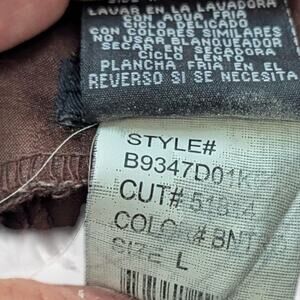 LAVAR EN LA LAVADORA
CON AGUA FRIA
DELICADO
CON COLORES SIMILARES
NO USAR BLANQUEADOR
SECAR EN SECADORA
CICLO LENTO
PLANCHA FRIA EN EL
REVERSO SI SE NECESITA
STYLE#
B9347D01K
CUT#
COLOR# BNT
SIZE L